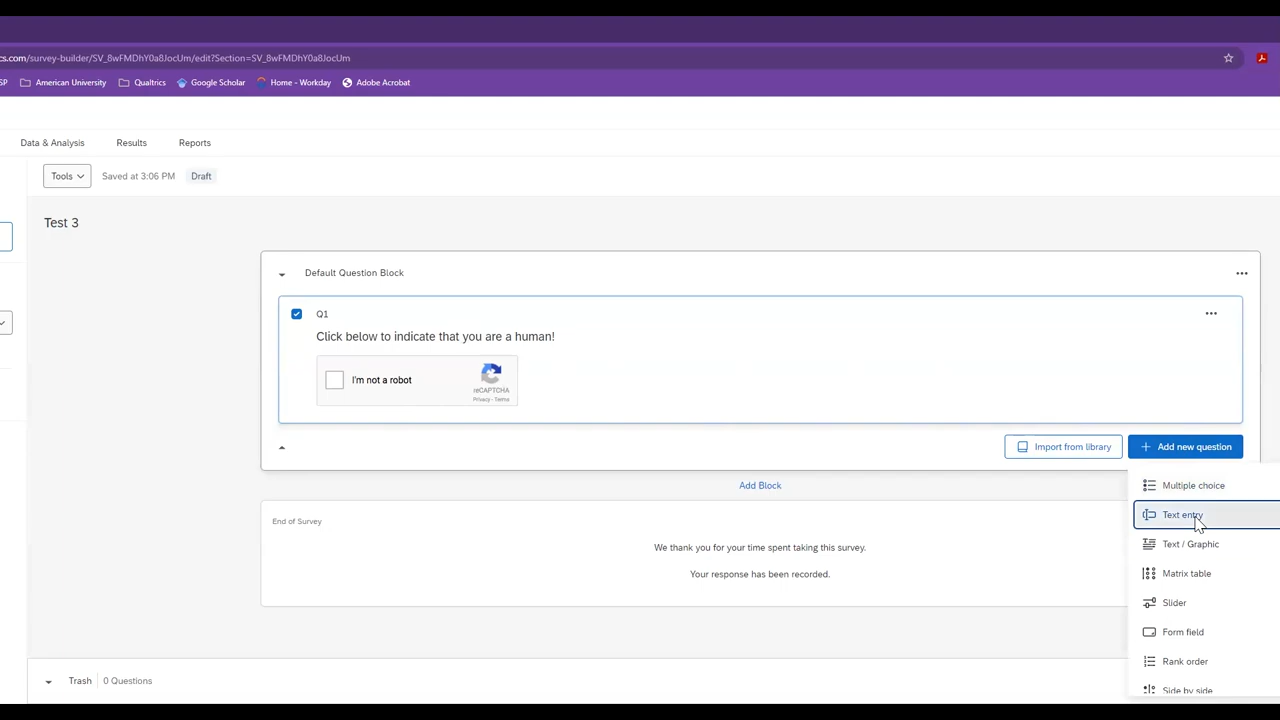 cs.com/survey-builder/SV_8wFMDhY0a8JocUm/edit?Section=SV_8wFMDhY0a8JocUm
SP American University Qualtrics Google Scholar Home - Workday Adobe Acrobat
Data & Analysis Results Reports
Tools Saved at 3:06 PM Draft
Test 3
Default Question Block
Q1
Click below to indicate that you are a human!
I'm not a robot
reCAPTCHA
Privacy - Terms
Import from library Add new question
Add Block
Multiple choice
Text entry
Text / Graphic
Matrix table
Slider
Form field
Rank order
Side by side
End of Survey
We thank you for your time spent taking this survey.
Your response has been recorded.
Trash 0 Questions